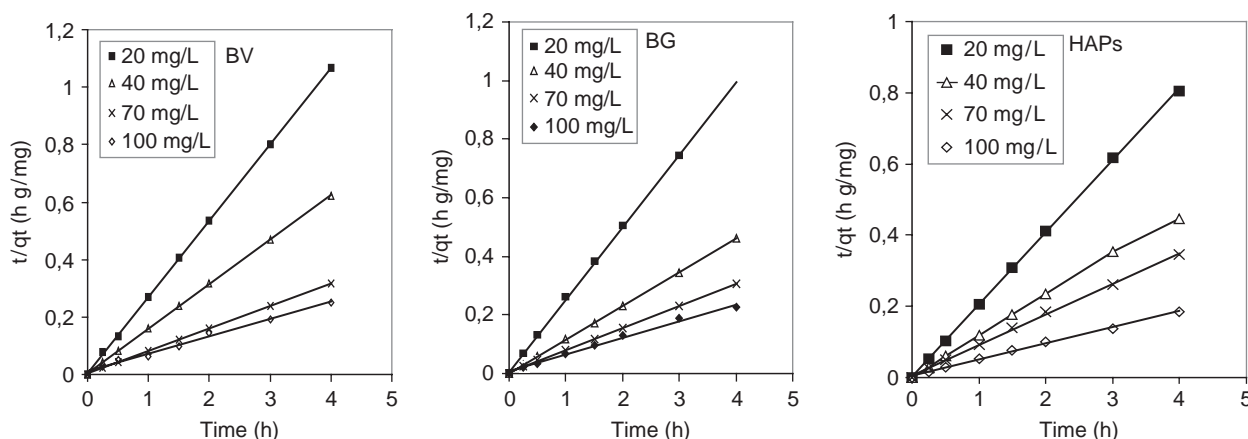 BV
20 mg/L
40 mg/L
70 mg/L
100 mg/L
t/qt (h g/mg)
1,2
1
0,8
0,6
0,4
0,2
0
0 1 2 3 4 5
Time (h)
BG
20 mg/L
40 mg/L
70 mg/L
100 mg/L
t/qt (h g/mg)
1,2
1
0,8
0,6
0,4
0,2
0
0 1 2 3 4 5
Time (h)
HAPs
20 mg/L
40 mg/L
70 mg/L
100 mg/L
t/qt (h g/mg)
1
0,8
0,6
0,4
0,2
0
0 1 2 3 4 5
Time (h)